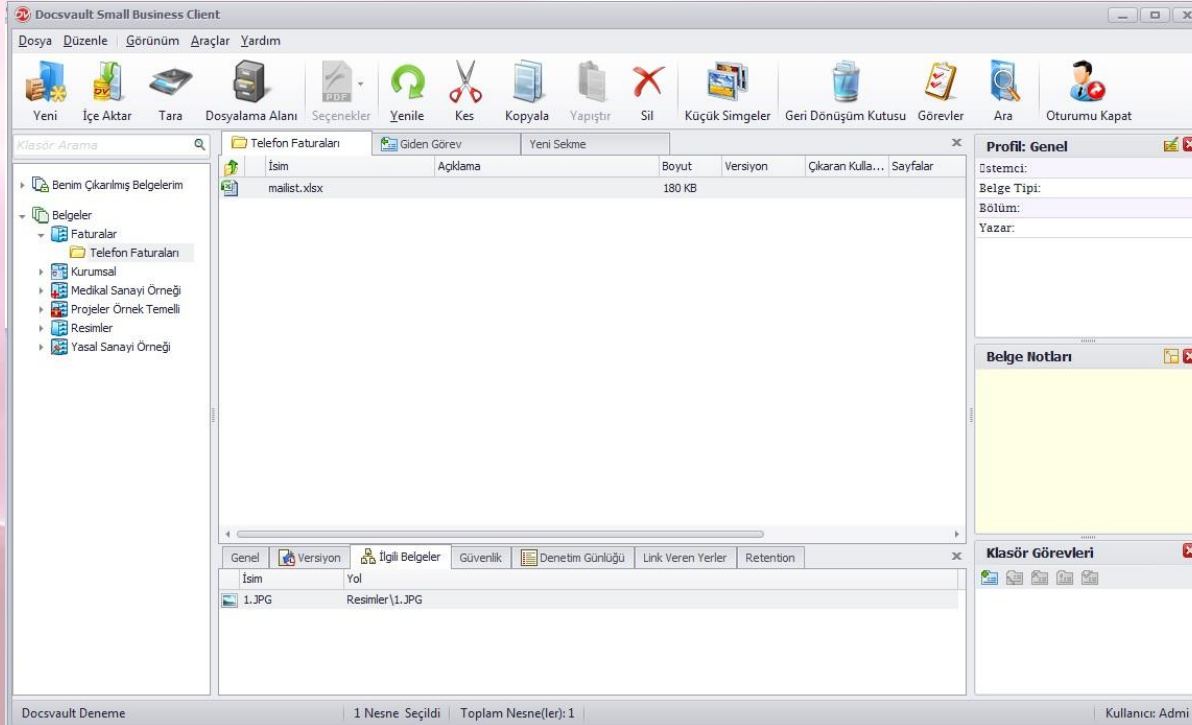 Docsvault Small Business Client
Dosya Düzenle Görünüm Araçlar Yardım
Yeni İçe Aktar Tara Dosyalama Alanı Seçenekler Yenile Kes Kopyala Yapıştır Sil Küçük Simgeler Geri Dönüşüm Kutusu Görevler Ara Oturumu Kapat
Klasör Arama
Benim Çıkarılmış Belgelerim
Belgeler
Faturalar
Telefon Faturaları
Kurumsal
Medikal Sanayi Örneği
Projeler Örnek Temelli
Resimler
Yasal Sanayi Örneği
Telefon Faturaları Giden Görev Yeni Sekme
İsim Açıklama Boyut Versiyon Çıkaran Kulla... Sayfalar
mailist.xlsx 180 KB
Genel Versiyon İlgili Belgeler Güvenlik Denetim Günlüğü Link Veren Yerler Retention
İsim Yol
1.JPG Resimler\1.JPG
Profil: Genel
İstemci:
Belge Tipi:
Bölüm:
Yazar:
Belge Notları
Klasör Görevleri
Docsvault Deneme 1 Nesne Seçildi Toplam Nesne(ler): 1 Kullanıcı: Admi